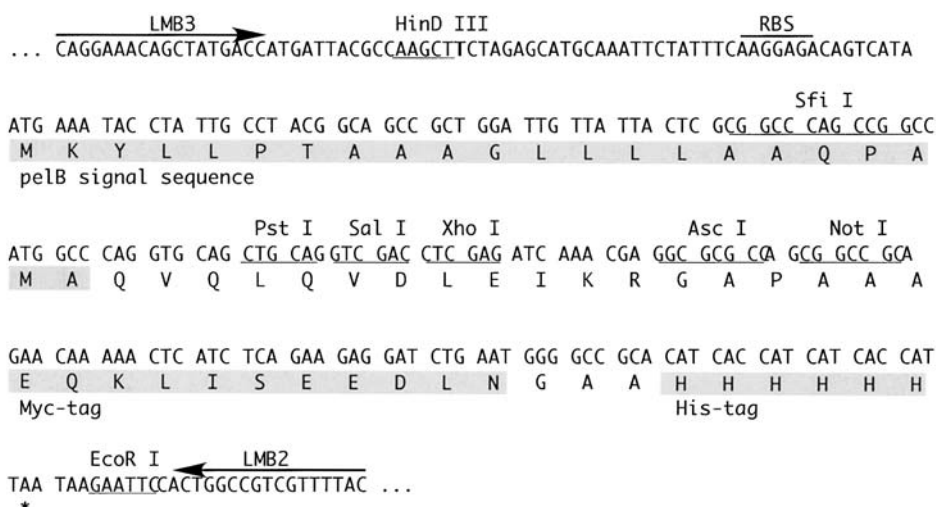 LMB3 HinD III RBS
... CAGGAAACAGCTATGACCATGATTACGCCAAGCTTTCTAGAGCATGCAAATTCTATTTCAAGGAGACAGTCATA
Sfi I
ATG AAA TAC CTA TTG CCT ACG GCA GCC GCT GGA TTG TTA TTA CTC GCG GCC CAG CCG GCC
M K Y L L P T A A A G L L L L A A Q P A
pelB signal sequence
Pst I Sal I Xho I Asc I Not I
ATG GCC CAG GTG CAG CTG CAG GTC GAC CTC GAG ATC AAA CGA GGC GCG CCA GCG GCC GCA
M A Q V Q L Q V D L E I K R G A P A A A
GAA CAA AAA CTC ATC TCA GAA GAG GAT CTG AAT GGG GCC GCA CAT CAC CAT CAT CAC CAT
E Q K L I S E E D L N G A A H H H H H H
Myc-tag His-tag
EcoR I LMB2
TAA TAAGAATTCCACTGGCCGTCGTTTTAC ...
*